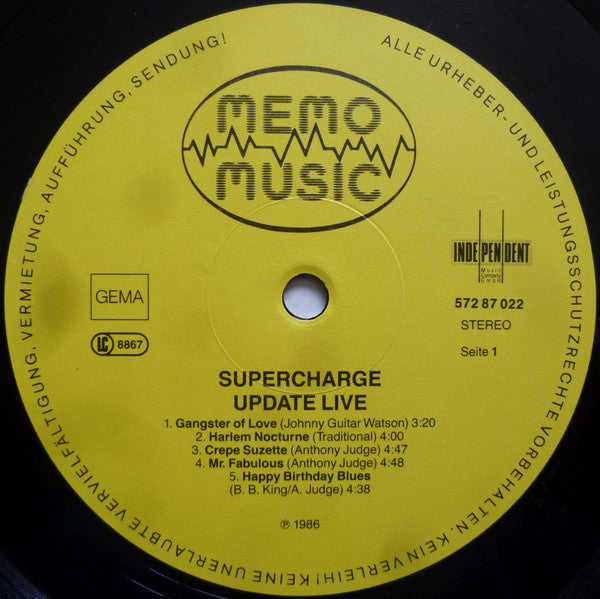 ALLE URHEBER- UND LEISTUNGSSCHUTZRECHTE VORBEHALTEN. KEIN VERLEIH! KEINE UNERLAUBTE VERVIELFÄLTIGUNG, VERMIETUNG, AUFFÜHRUNG, SENDUNG!
MEMO
MUSIC
INDEPENDENT
Music
Company
GmbH
GEMA
572 87 022
STEREO
LC 8867
Seite 1
SUPERCHARGE
UPDATE LIVE
1. Gangster of Love (Johnny Guitar Watson) 3:20
2. Harlem Nocturne (Traditional) 4:00
3. Crepe Suzette (Anthony Judge) 4:47
4. Mr. Fabulous (Anthony Judge) 4:48
5. Happy Birthday Blues
(B. B. King/A. Judge) 4:38
℗ 1986